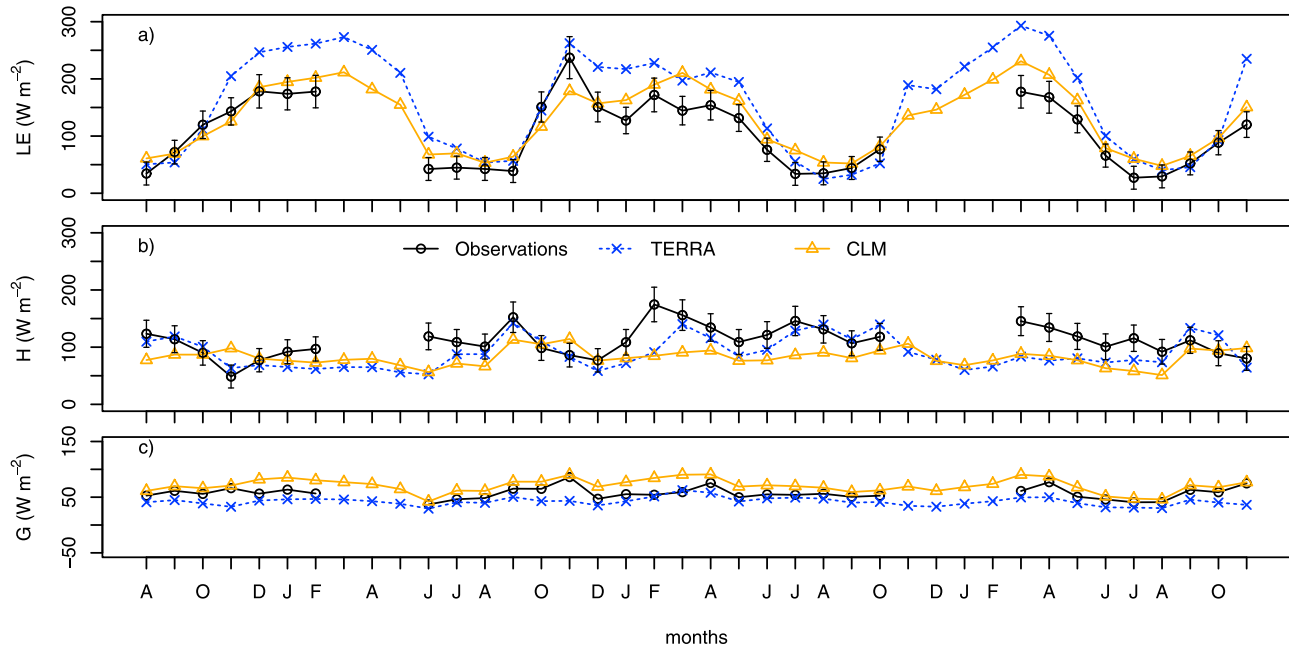 a)
LE (W m−2)
300
200
100
0
b)
Observations TERRA CLM
H (W m−2)
300
200
100
0
c)
G (W m−2)
150
50
−50
A O D J F A J J A O D F A J J A O D J F A J J A O
months